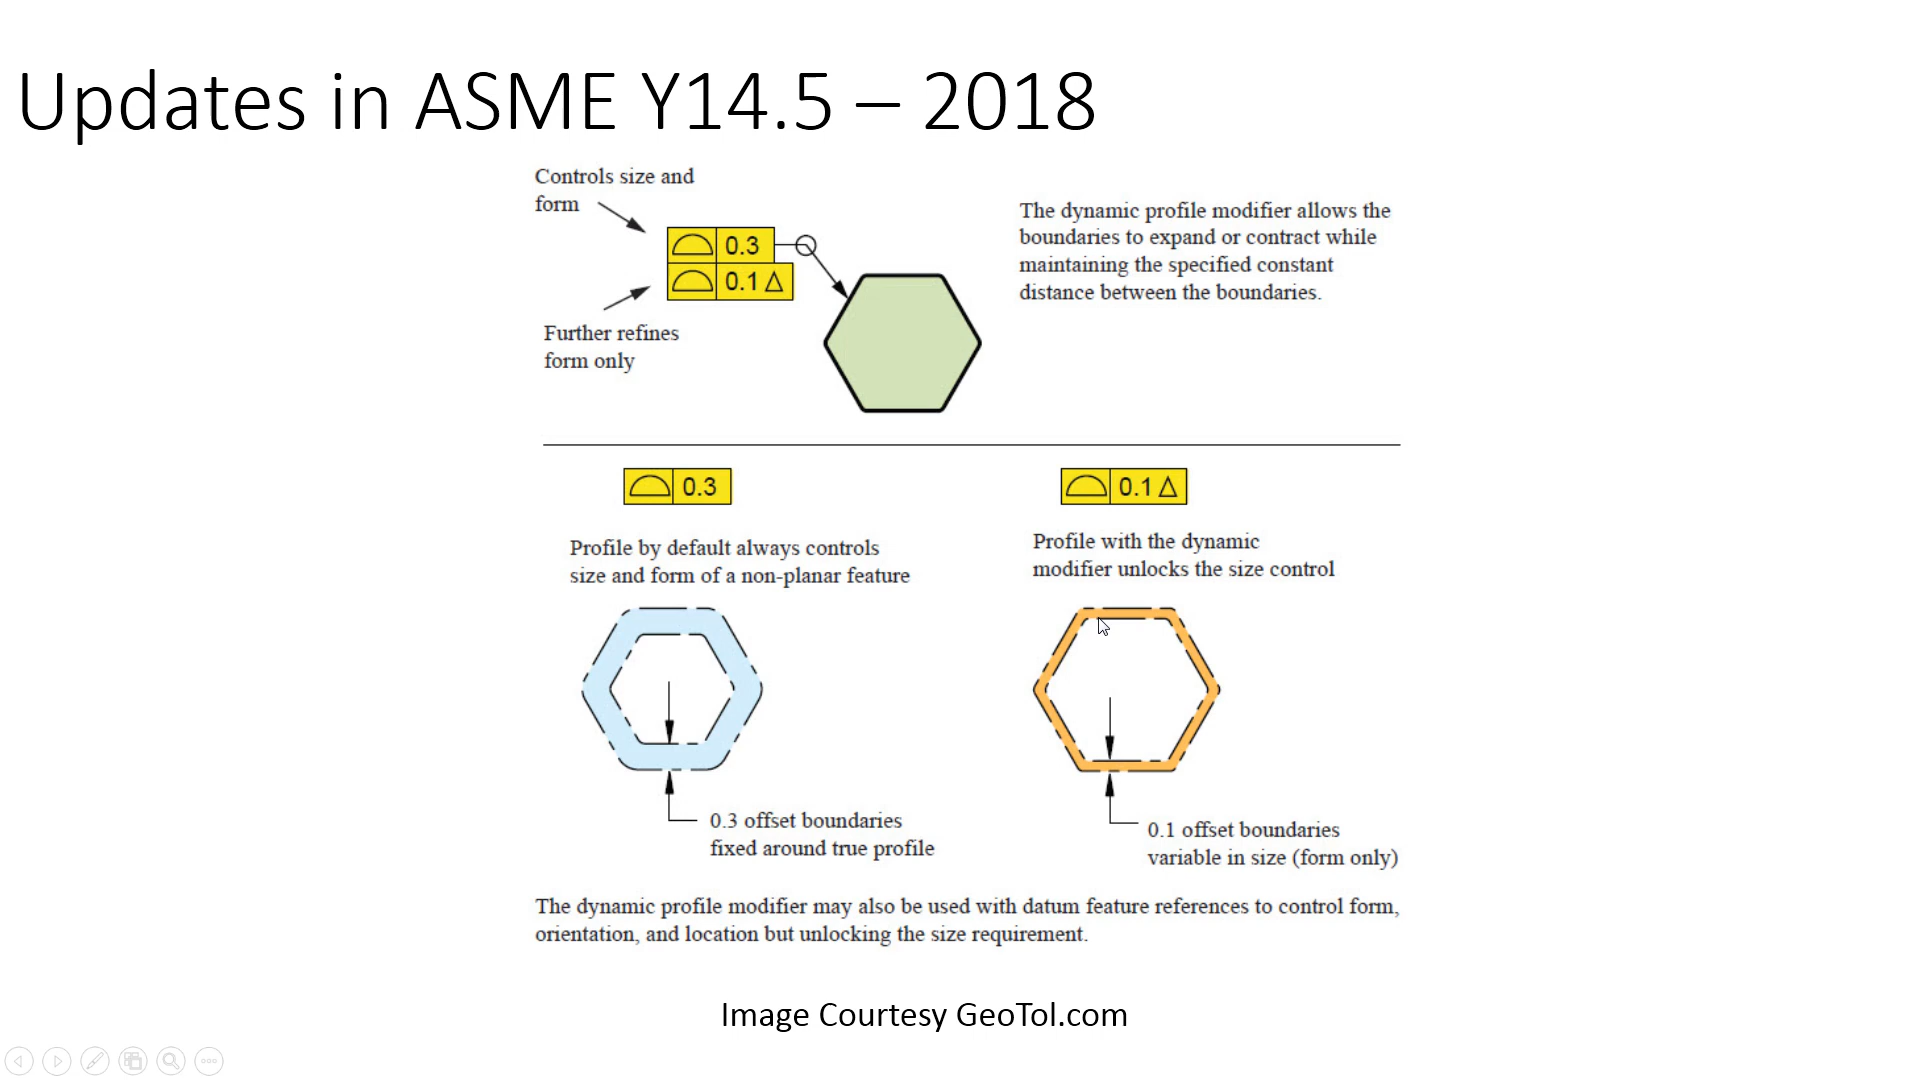 Updates in ASME Y14.5 – 2018
Controls size and
form
0.3
0.1 △
Further refines
form only
The dynamic profile modifier allows the
boundaries to expand or contract while
maintaining the specified constant
distance between the boundaries.
0.3
Profile by default always controls
size and form of a non-planar feature
0.3 offset boundaries
fixed around true profile
0.1 △
Profile with the dynamic
modifier unlocks the size control
0.1 offset boundaries
variable in size (form only)
The dynamic profile modifier may also be used with datum feature references to control form,
orientation, and location but unlocking the size requirement.
Image Courtesy GeoTol.com